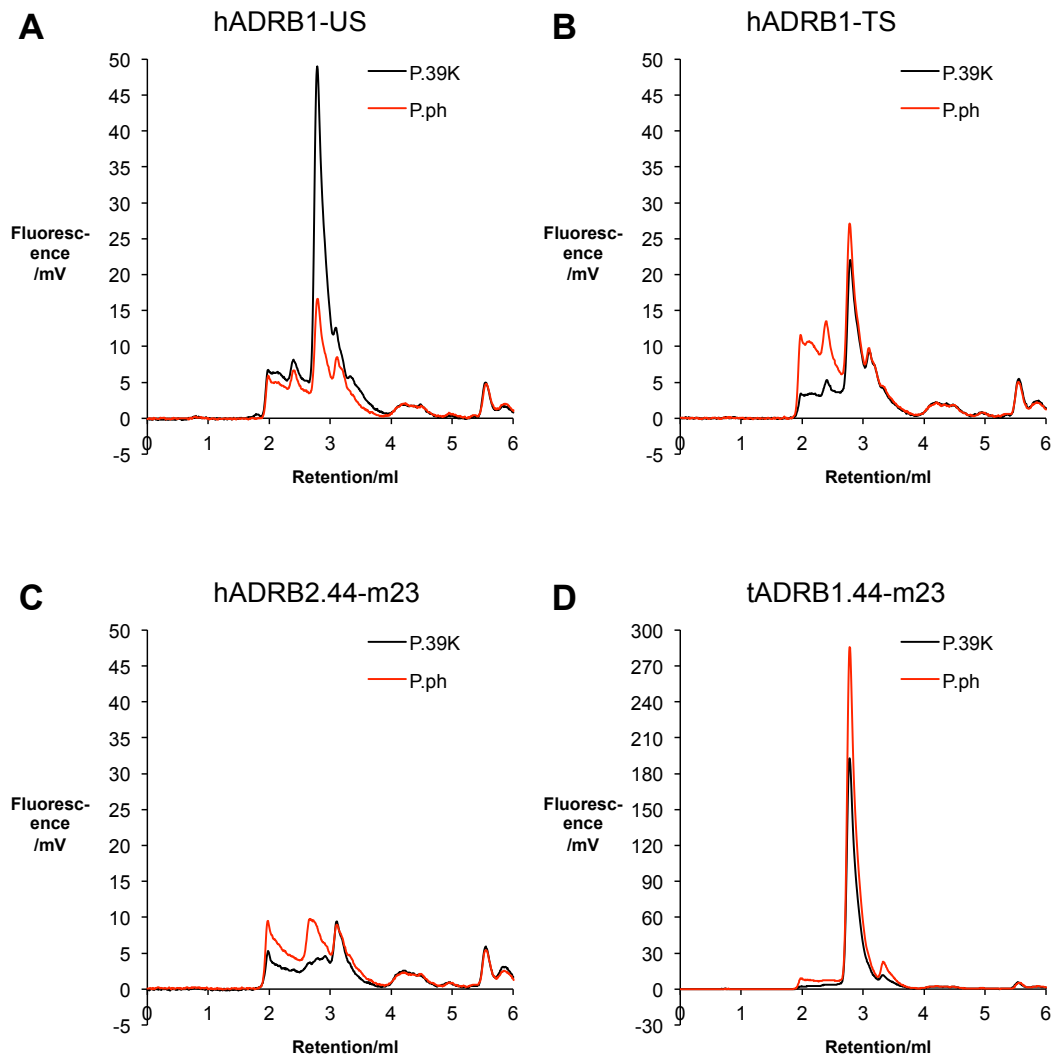 A
hADRB1-US
50
45
40
35
30
25
20
15
10
5
0
-5
Fluoresc-
ence
/mV
P.39K
P.ph
0 1 2 3 4 5 6
Retention/ml
B
hADRB1-TS
50
45
40
35
30
25
20
15
10
5
0
-5
Fluoresc-
ence
/mV
P.39K
P.ph
0 1 2 3 4 5 6
Retention/ml
C
hADRB2.44-m23
50
45
40
35
30
25
20
15
10
5
0
-5
Fluoresc-
ence
/mV
P.39K
P.ph
0 1 2 3 4 5 6
Retention/ml
D
tADRB1.44-m23
300
270
240
210
180
150
120
90
60
30
0
-30
Fluoresc-
ence
/mV
P.39K
P.ph
0 1 2 3 4 5 6
Retention/ml